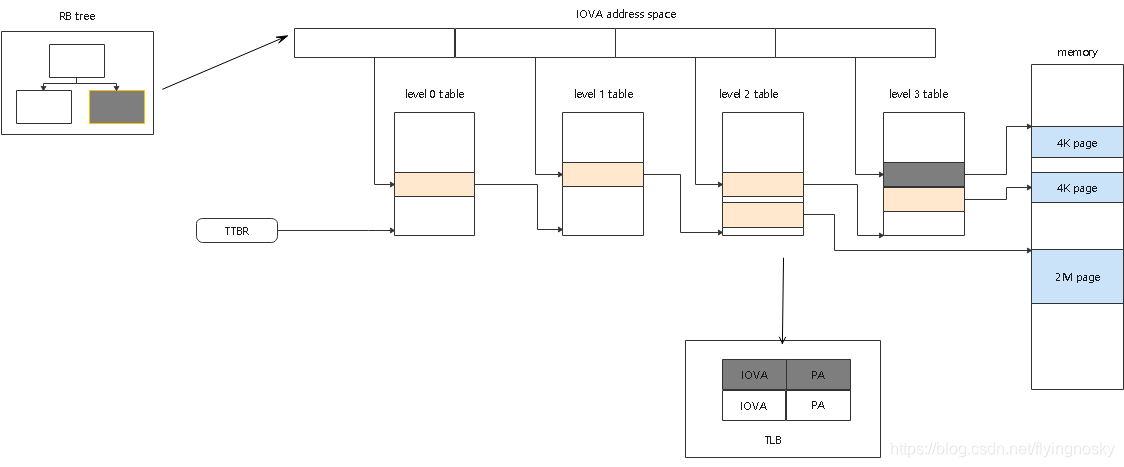 RB tree
IOVA address space
memory
level 0 table
level 1 table
level 2 table
level 3 table
4K page
4K page
TTBR
2M page
IOVA PA
IOVA PA
TLB
https://blog.csdn.net/flyingnosky